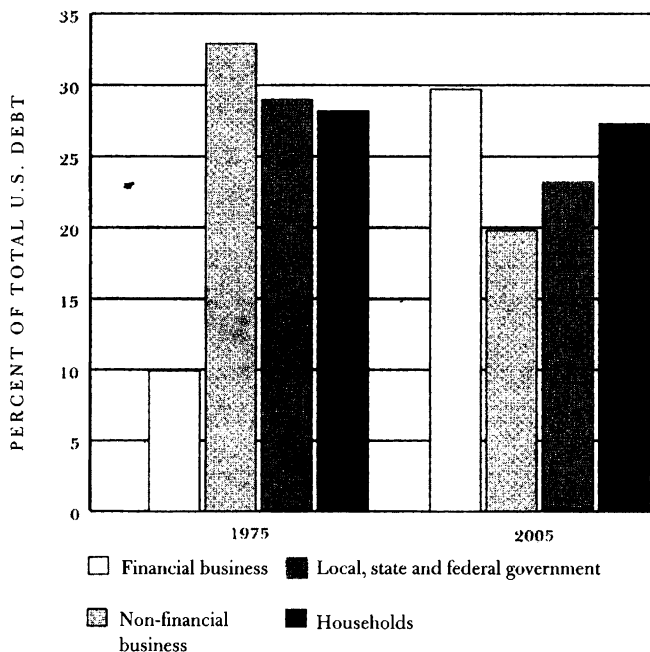 35
30
25
20
15
10
5
0
PERCENT OF TOTAL U.S. DEBT
1975 2005
Financial business Local, state and federal government
Non-financial Households
business